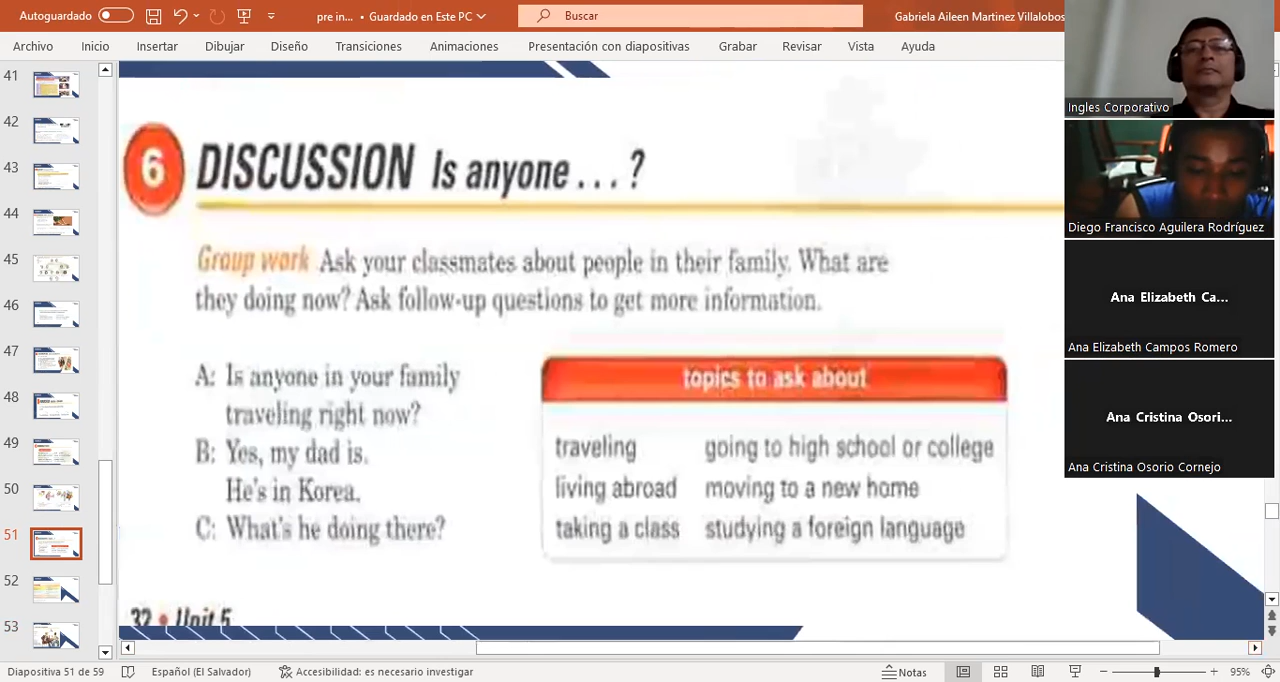 Autoguardado
pre in... • Guardado en Este PC
Buscar
Gabriela Aileen Martinez Villalobos
Archivo Inicio Insertar Dibujar Diseño Transiciones Animaciones Presentación con diapositivas Grabar Revisar Vista Ayuda
41
42
43
44
45
46
47
48
49
50
51
52
53
6 DISCUSSION Is anyone . . . ?
Group work Ask your classmates about people in their family. What are
they doing now? Ask follow-up questions to get more information.
A: Is anyone in your family
traveling right now?
B: Yes, my dad is.
He's in Korea.
C: What's he doing there?
topics to ask about
traveling going to high school or college
living abroad moving to a new home
taking a class studying a foreign language
32 • Unit 5
Ingles Corporativo
Diego Francisco Aguilera Rodríguez
Ana Elizabeth Ca...
Ana Elizabeth Campos Romero
Ana Cristina Osori...
Ana Cristina Osorio Cornejo
Diapositiva 51 de 59 Español (El Salvador) Accesibilidad: es necesario investigar Notas 95%